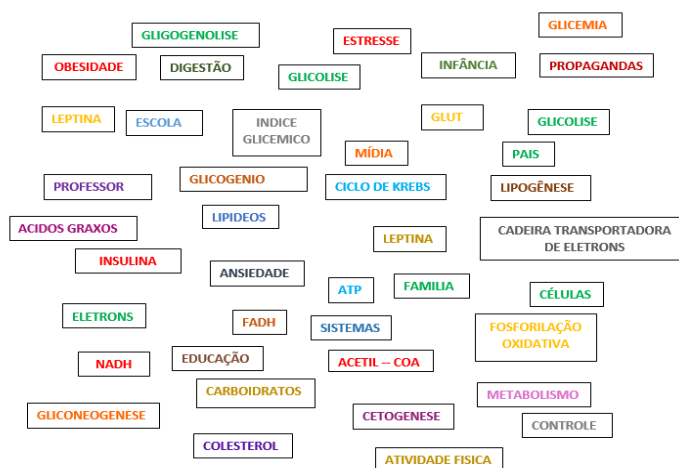 GLICEMIA
GLIGOGENOLISE
ESTRESSE
OBESIDADE
DIGESTÃO
GLICOLISE
INFÂNCIA
PROPAGANDAS
LEPTINA
ESCOLA
INDICE
GLICEMICO
GLUT
GLICOLISE
MÍDIA
PAIS
PROFESSOR
GLICOGENIO
CICLO DE KREBS
LIPOGÊNESE
ACIDOS GRAXOS
LIPIDEOS
LEPTINA
CADEIRA TRANSPORTADORA
DE ELETRONS
INSULINA
ANSIEDADE
ATP
FAMILIA
CÉLULAS
ELETRONS
FADH
SISTEMAS
FOSFORILAÇÃO
OXIDATIVA
NADH
EDUCAÇÃO
ACETIL -- COA
CARBOIDRATOS
METABOLISMO
GLICONEOGENESE
CETOGENESE
CONTROLE
COLESTEROL
ATIVIDADE FISICA